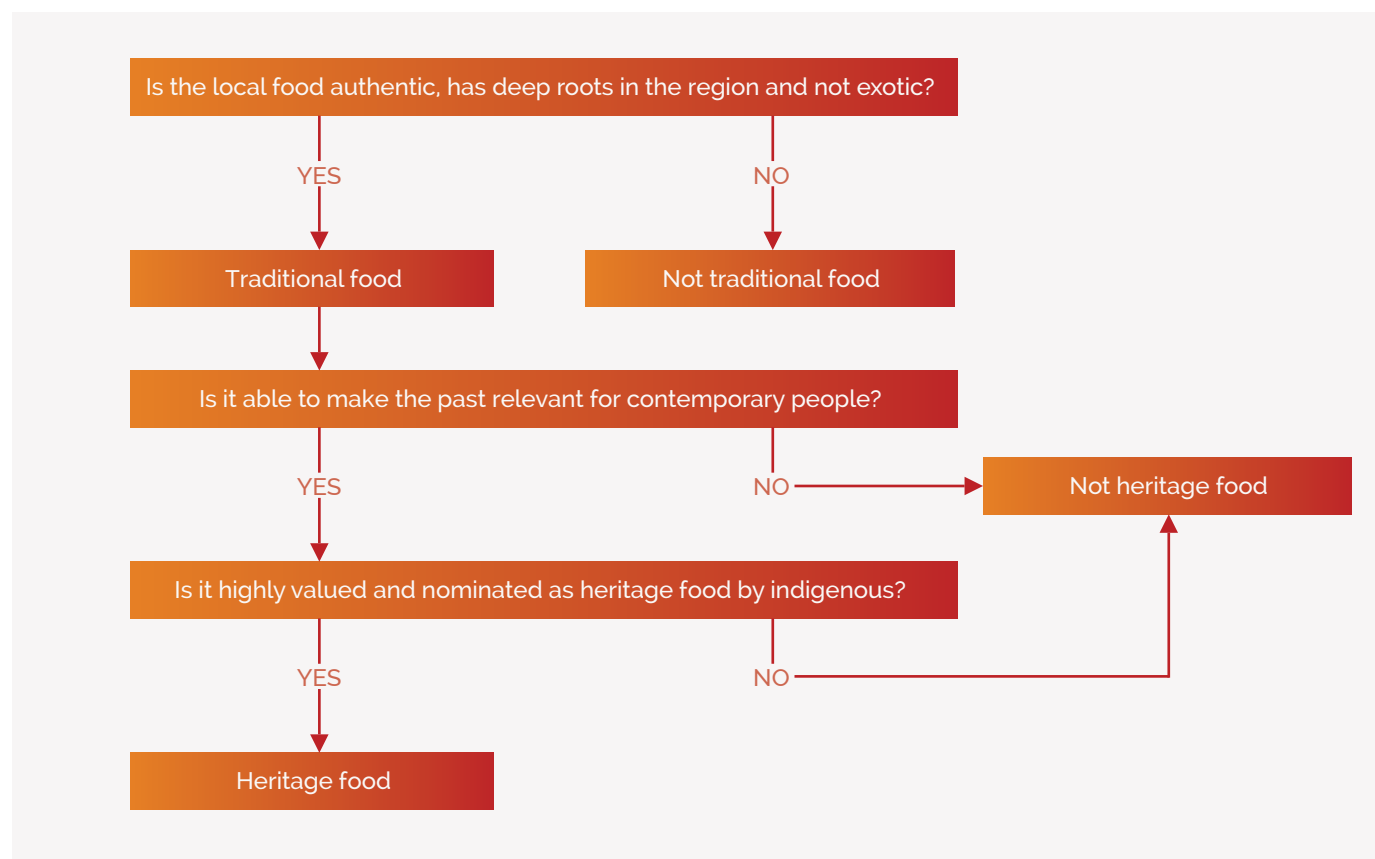 Is the local food authentic, has deep roots in the region and not exotic?
YES
NO
Traditional food
Not traditional food
Is it able to make the past relevant for contemporary people?
YES
NO
Not heritage food
Is it highly valued and nominated as heritage food by indigenous?
YES
NO
Heritage food